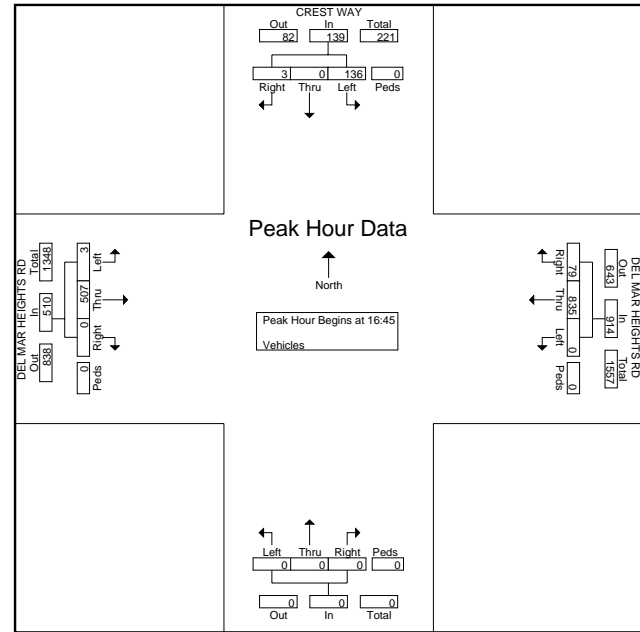 CREST WAY
Out In Total
82 139 221
3 0 136 0
Right Thru Left Peds
Peak Hour Data
North
Peak Hour Begins at 16:45
Vehicles
DEL MAR HEIGHTS RD
Out In Total
838 510 1348
3 507 0 0
Left Thru Right Peds
DEL MAR HEIGHTS RD
Out In Total
643 914 1557
79 835 0 0
Right Thru Left Peds
Left Thru Right Peds
0 0 0 0
0 0 0
Out In Total